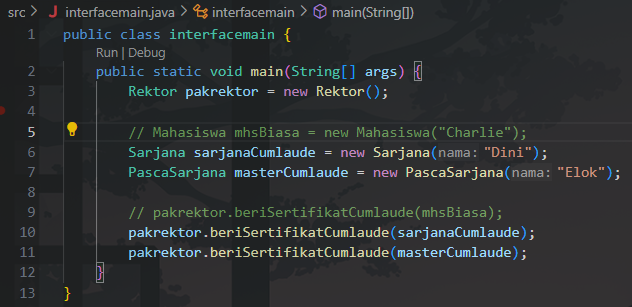 src > interfacemain.java > interfacemain > main(String[])
1 public class interfacemain {
Run | Debug
2 public static void main(String[] args) {
3 Rektor pakrektor = new Rektor();
4
5 // Mahasiswa mhsBiasa = new Mahasiswa("Charlie");
6 Sarjana sarjanaCumlaude = new Sarjana(nama: "Dini");
7 PascaSarjana masterCumlaude = new PascaSarjana(nama: "Elok");
8
9 // pakrektor.beriSertifikatCumlaude(mhsBiasa);
10 pakrektor.beriSertifikatCumlaude(sarjanaCumlaude);
11 pakrektor.beriSertifikatCumlaude(masterCumlaude);
12 }
13 }